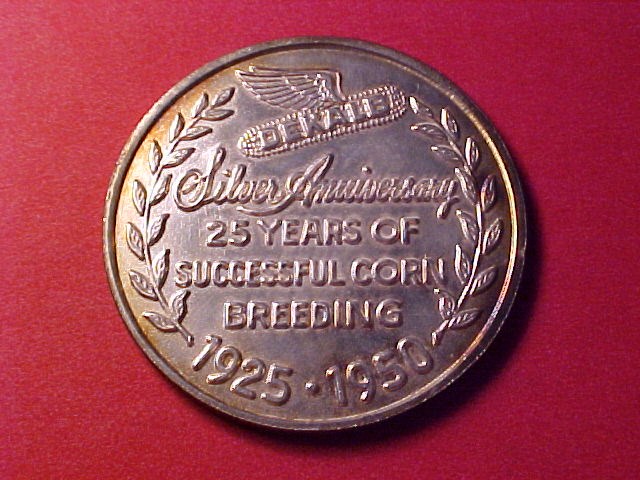 DEKALB
Silver Anniversary
25 YEARS OF
SUCCESSFUL CORN
BREEDING
1925 · 1950